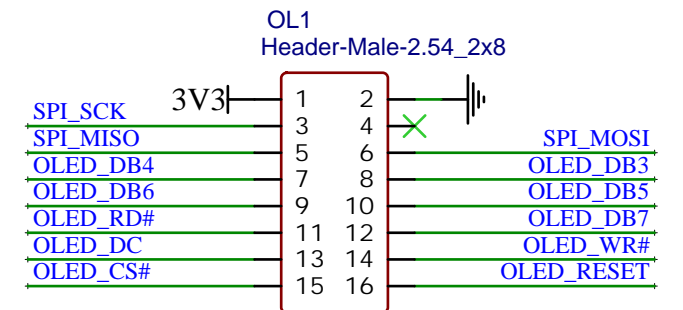 OL1
Header-Male-2.54_2x8
3V3 1 2
SPI_SCK 3 4
SPI_MISO 5 6 SPI_MOSI
OLED_DB4 7 8 OLED_DB3
OLED_DB6 9 10 OLED_DB5
OLED_RD# 11 12 OLED_DB7
OLED_DC 13 14 OLED_WR#
OLED_CS# 15 16 OLED_RESET